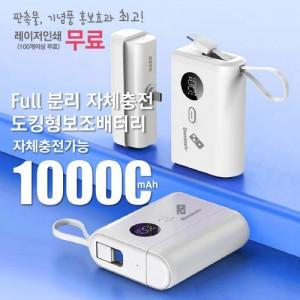 판촉물, 기념품 홍보효과 최고!
레이저인쇄 무료
(100개이상 무료)
Full 분리 자체충전
도킹형보조배터리
자체충전가능
10000mAh